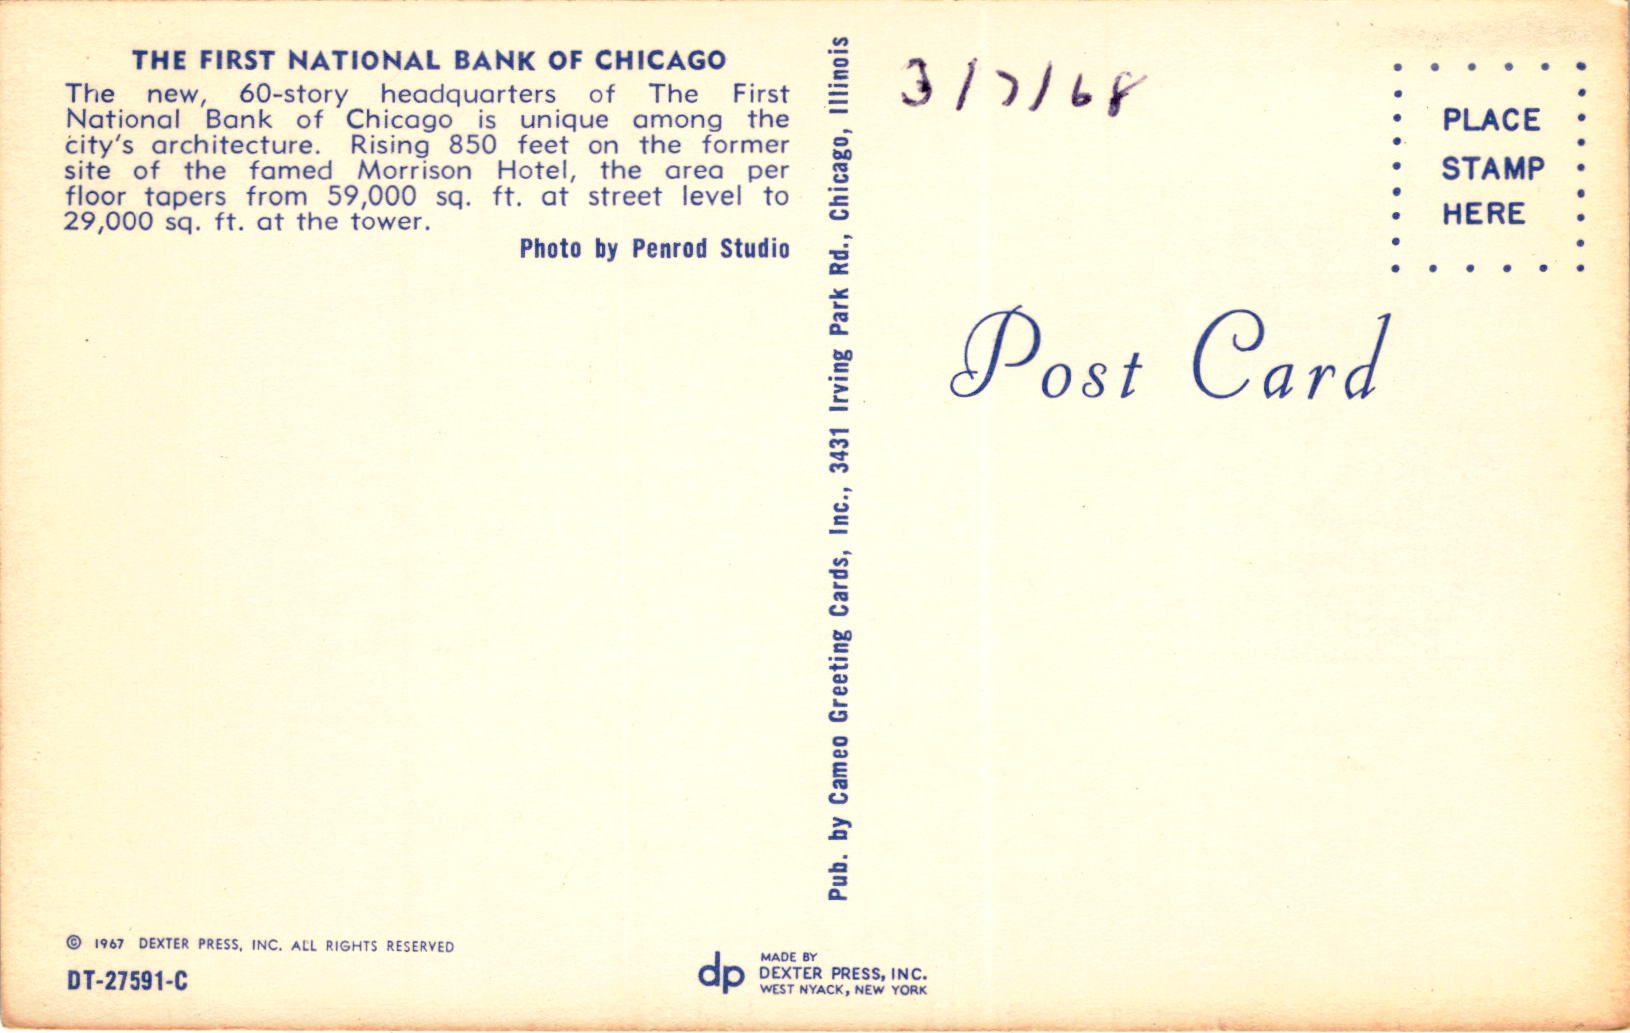 THE FIRST NATIONAL BANK OF CHICAGO
The new, 60-story headquarters of The First
National Bank of Chicago is unique among the
city's architecture. Rising 850 feet on the former
site of the famed Morrison Hotel, the area per
floor tapers from 59,000 sq. ft. at street level to
29,000 sq. ft. at the tower.
Photo by Penrod Studio
© 1967 DEXTER PRESS, INC. ALL RIGHTS RESERVED
DT-27591-C
Pub. by Cameo Greeting Cards, Inc., 3431 Irving Park Rd., Chicago, Illinois
dp
MADE BY
DEXTER PRESS, INC.
WEST NYACK, NEW YORK
3/7/68
PLACE
STAMP
HERE
Post Card